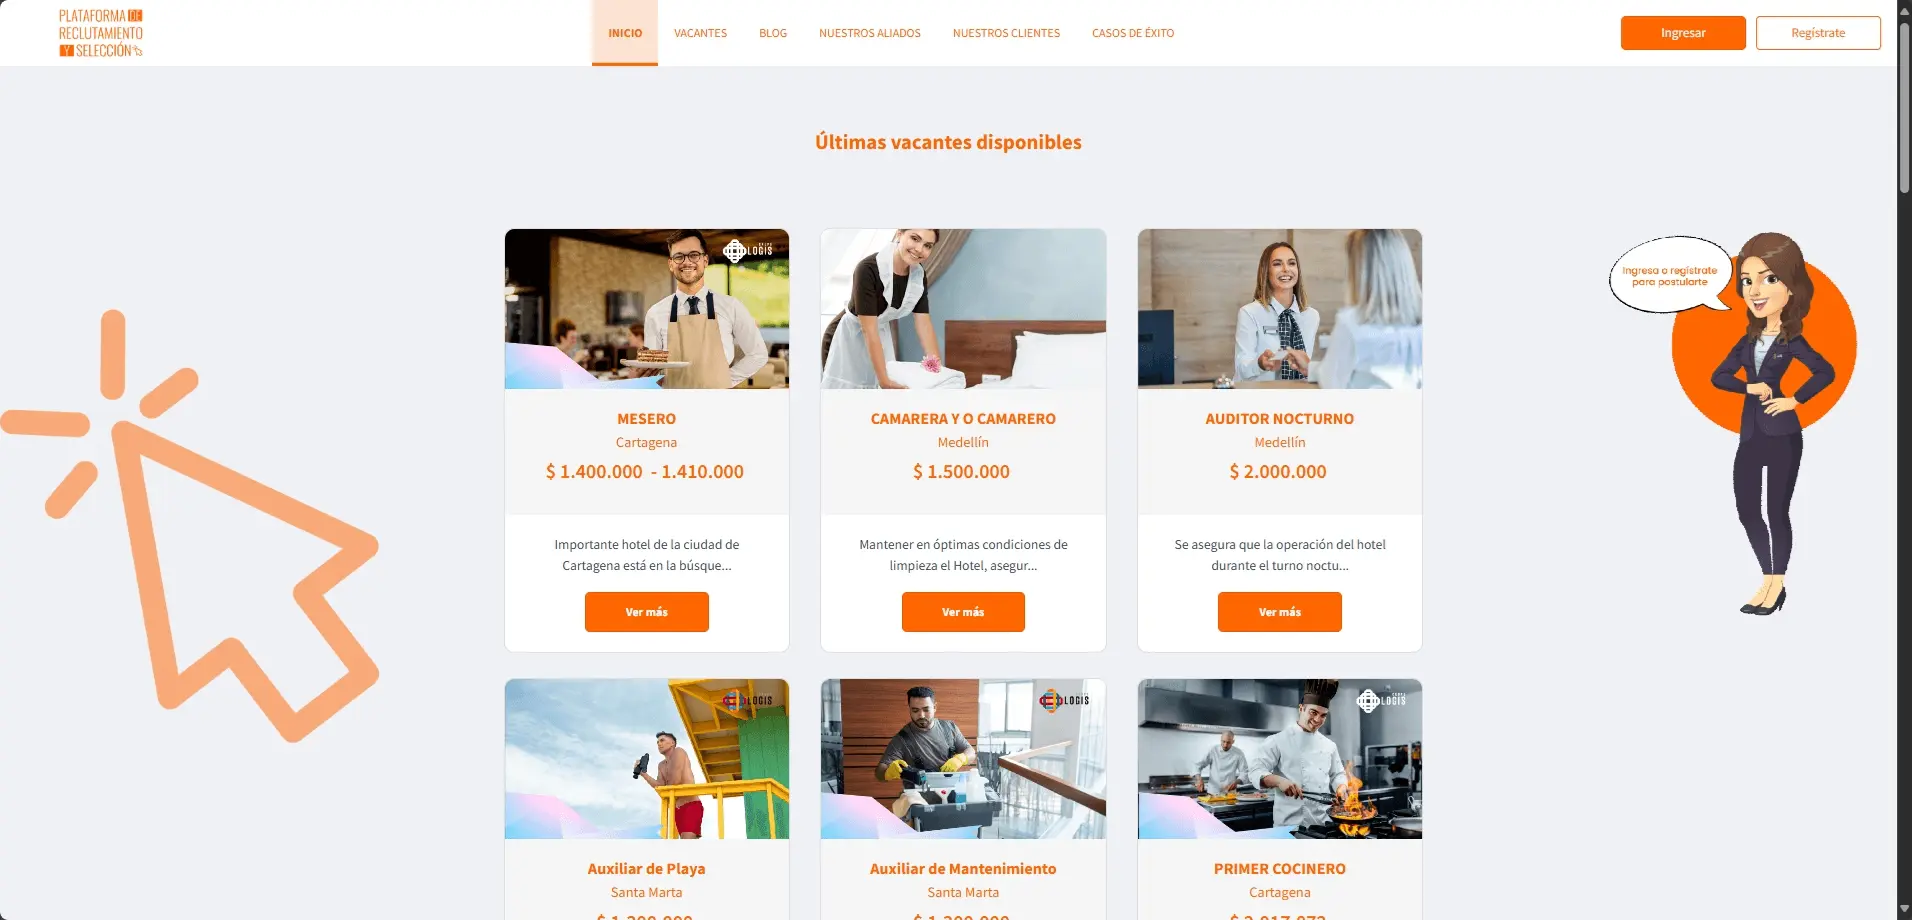 PLATAFORMA DE
RECLUTAMIENTO
Y SELECCIÓN
INICIO
VACANTES
BLOG
NUESTROS ALIADOS
NUESTROS CLIENTES
CASOS DE ÉXITO
Ingresar
Regístrate
Últimas vacantes disponibles
Ingresa o regístrate
para postularte
GRUPO
LOGIS
MESERO
Cartagena
$ 1.400.000 - 1.410.000
Importante hotel de la ciudad de
Cartagena está en la búsque...
Ver más
CAMARERA Y O CAMARERO
Medellín
$ 1.500.000
Mantener en óptimas condiciones de
limpieza el Hotel, asegur...
Ver más
AUDITOR NOCTURNO
Medellín
$ 2.000.000
Se asegura que la operación del hotel
durante el turno noctu...
Ver más
LOGIS
Auxiliar de Playa
Santa Marta
LOGIS
Auxiliar de Mantenimiento
Santa Marta
LOGIS
PRIMER COCINERO
Cartagena